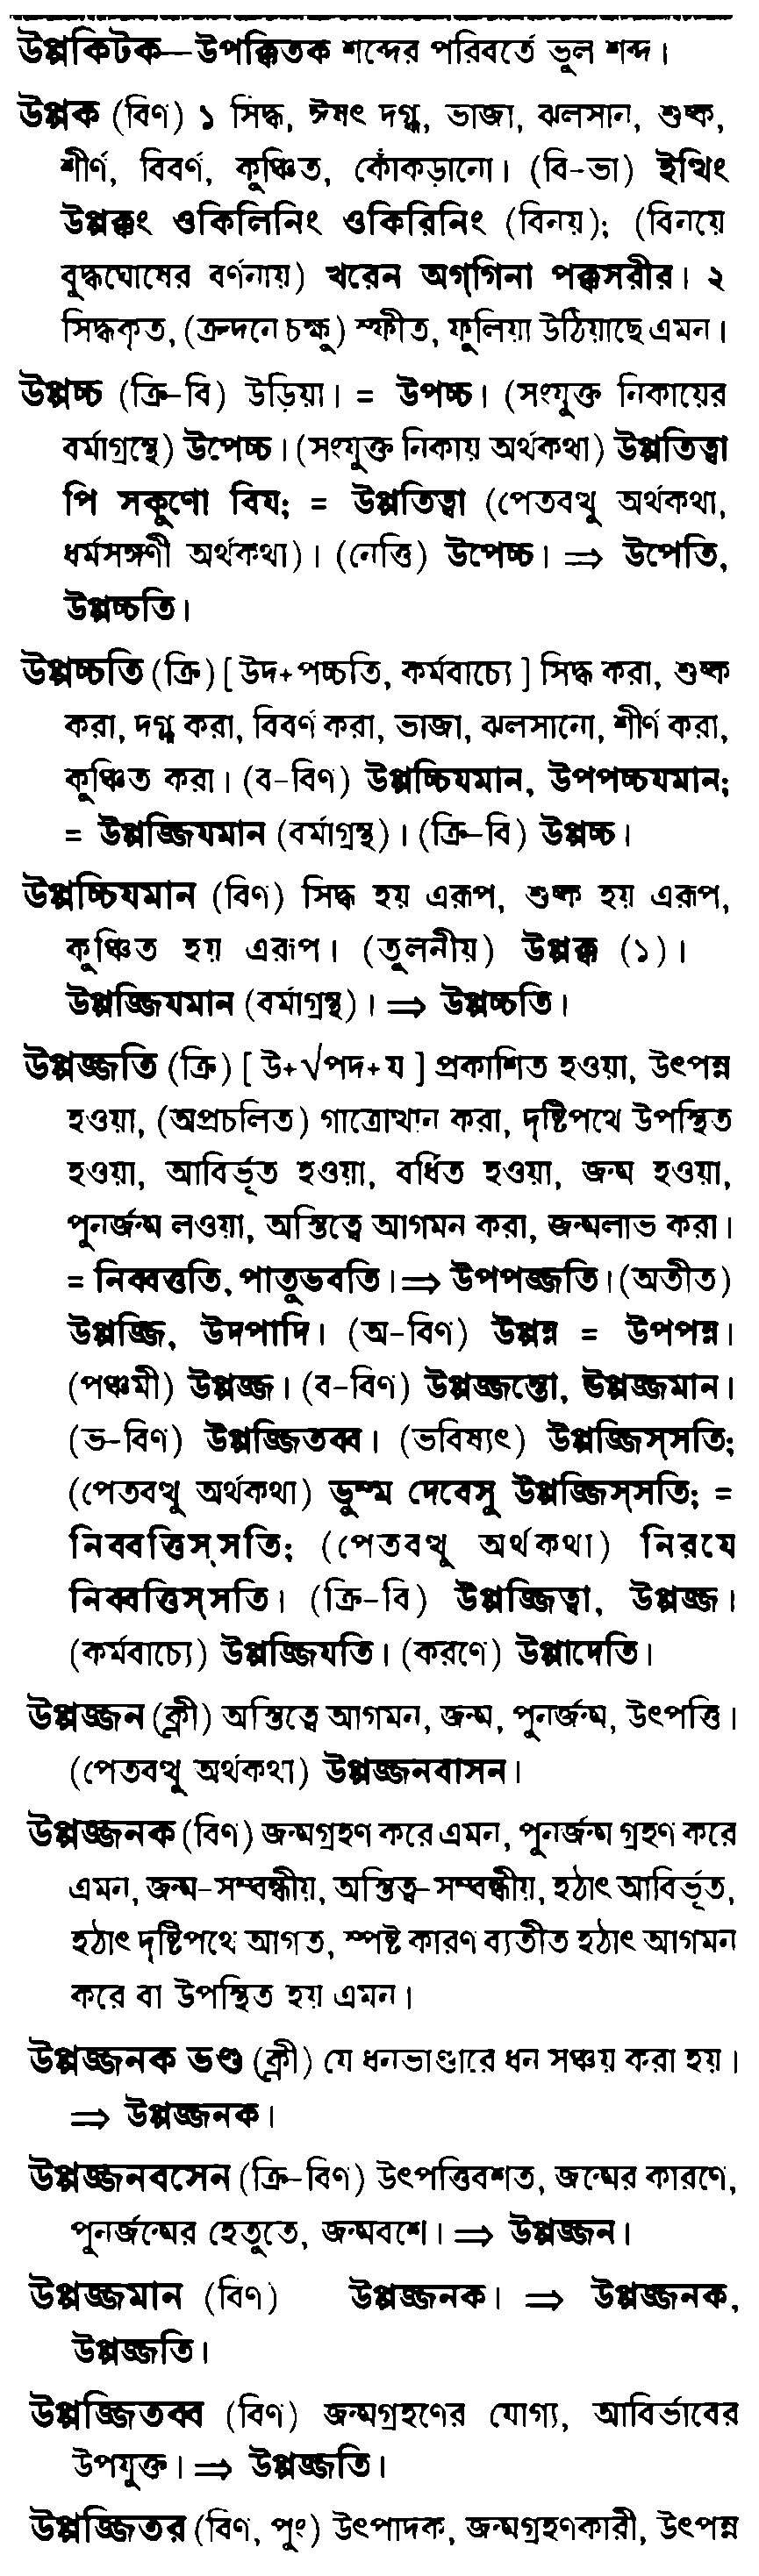 উপ্পকিটক—উপক্কিতক শব্দের পরিবর্তে ভুল শব্দ।
উপ্পক (বিণ) ১ সিদ্ধ, ঈষৎ দগ্ধ, ভাজা, ঝলসান, শুষ্ক,
শীর্ণ, বিবর্ণ, কুঞ্চিত, কোঁকড়ানো। (বি-ভা) ইত্থিং
উপ্পক্কং ওকিলিনিং ওকিরিনিং (বিনয়); (বিনয়ে
বুদ্ধঘোষের বর্ণনায়) খরেন অগ্‌গিনা পক্কসরীর। ২
সিদ্ধকৃত, (ক্রন্দনে চক্ষু) স্ফীত, ফুলিয়া উঠিয়াছে এমন।
উপ্পচ্চ (ক্রি-বি) উড়িয়া। = উপচ্চ। (সংযুক্ত নিকায়ের
বর্মাগ্রন্থে) উপেচ্চ। (সংযুক্ত নিকায় অর্থকথা) উপ্পতিত্বা
পি সকুণো বিয; = উপ্পতিত্বা (পেতবত্থু অর্থকথা,
ধর্মসঙ্গণী অর্থকথা)। (নেত্তি) উপেচ্চ। ⇒ উপেতি,
উপ্পচ্চতি।
উপ্পচ্চতি (ক্রি) [ উদ+পচ্চতি, কর্মবাচ্যে ] সিদ্ধ করা, শুষ্ক
করা, দগ্ধ করা, বিবর্ণ করা, ভাজা, ঝলসানো, শীর্ণ করা,
কুঞ্চিত করা। (ব-বিণ) উপ্পচ্চিযমান, উপপচ্চযমান;
= উপ্পজ্জিযমান (বর্মাগ্রন্থ)। (ক্রি-বি) উপ্পচ্চ।
উপ্পচ্চিযমান (বিণ) সিদ্ধ হয় এরূপ, শুষ্ক হয় এরূপ,
কুঞ্চিত হয় এরূপ। (তুলনীয়) উপ্পক্ক (১)।
উপ্পজ্জিযমান (বর্মাগ্রন্থ)। ⇒ উপ্পচ্চতি।
উপ্পজ্জতি (ক্রি) [ উ+√পদ+য ] প্রকাশিত হওয়া, উৎপন্ন
হওয়া, (অপ্রচলিত) গাত্রোত্থান করা, দৃষ্টিপথে উপস্থিত
হওয়া, আবির্ভূত হওয়া, বর্ধিত হওয়া, জন্ম হওয়া,
পুনর্জন্ম লওয়া, অস্তিত্বে আগমন করা, জন্মলাভ করা।
= নিব্বত্ততি, পাতুভবতি। ⇒ উপপজ্জতি। (অতীত)
উপ্পজ্জি, উদপাদি। (অ-বিণ) উপ্পন্ন = উপপন্ন।
(পঞ্চমী) উপ্পজ্জ। (ব-বিণ) উপ্পজ্জন্তো, উপ্পজ্জমান।
(ভ-বিণ) উপ্পজ্জিতব্ব। (ভবিষ্যৎ) উপ্পজ্জিস্‌সতি;
(পেতবত্থু অর্থকথা) ভুম্ম দেবেসু উপ্পজ্জিস্‌সতি; =
নিব্বত্তিস্‌সতি; (পেতবত্থু অর্থকথা) নিরযে
নিব্বত্তিস্‌সতি। (ক্রি-বি) উপ্পজ্জিত্বা, উপ্পজ্জ।
(কর্মবাচ্যে) উপ্পজ্জিযতি। (করণে) উপ্পাদেতি।
উপ্পজ্জন (ক্লী) অস্তিত্বে আগমন, জন্ম, পুনর্জন্ম, উৎপত্তি।
(পেতবত্থু অর্থকথা) উপ্পজ্জনবাসন।
উপ্পজ্জনক (বিণ) জন্মগ্রহণ করে এমন, পুনর্জন্ম গ্রহণ করে
এমন, জন্ম-সম্বন্ধীয়, অস্তিত্ব-সম্বন্ধীয়, হঠাৎ আবির্ভূত,
হঠাৎ দৃষ্টিপথে আগত, স্পষ্ট কারণ ব্যতীত হঠাৎ আগমন
করে বা উপস্থিত হয় এমন।
উপ্পজ্জনক ভণ্ড (ক্লী) যে ধনভাণ্ডারে ধন সঞ্চয় করা হয়।
⇒ উপ্পজ্জনক।
উপ্পজ্জনবসেন (ক্রি-বিণ) উৎপত্তিবশত, জন্মের কারণে,
পুনর্জন্মের হেতুতে, জন্মবশে। ⇒ উপ্পজ্জন।
উপ্পজ্জমান (বিণ) উপ্পজ্জনক। ⇒ উপ্পজ্জনক,
উপ্পজ্জতি।
উপ্পজ্জিতব্ব (বিণ) জন্মগ্রহণের যোগ্য, আবির্ভাবের
উপযুক্ত। ⇒ উপ্পজ্জতি।
উপ্পজ্জিতর (বিণ, পুং) উৎপাদক, জন্মগ্রহণকারী, উৎপন্ন